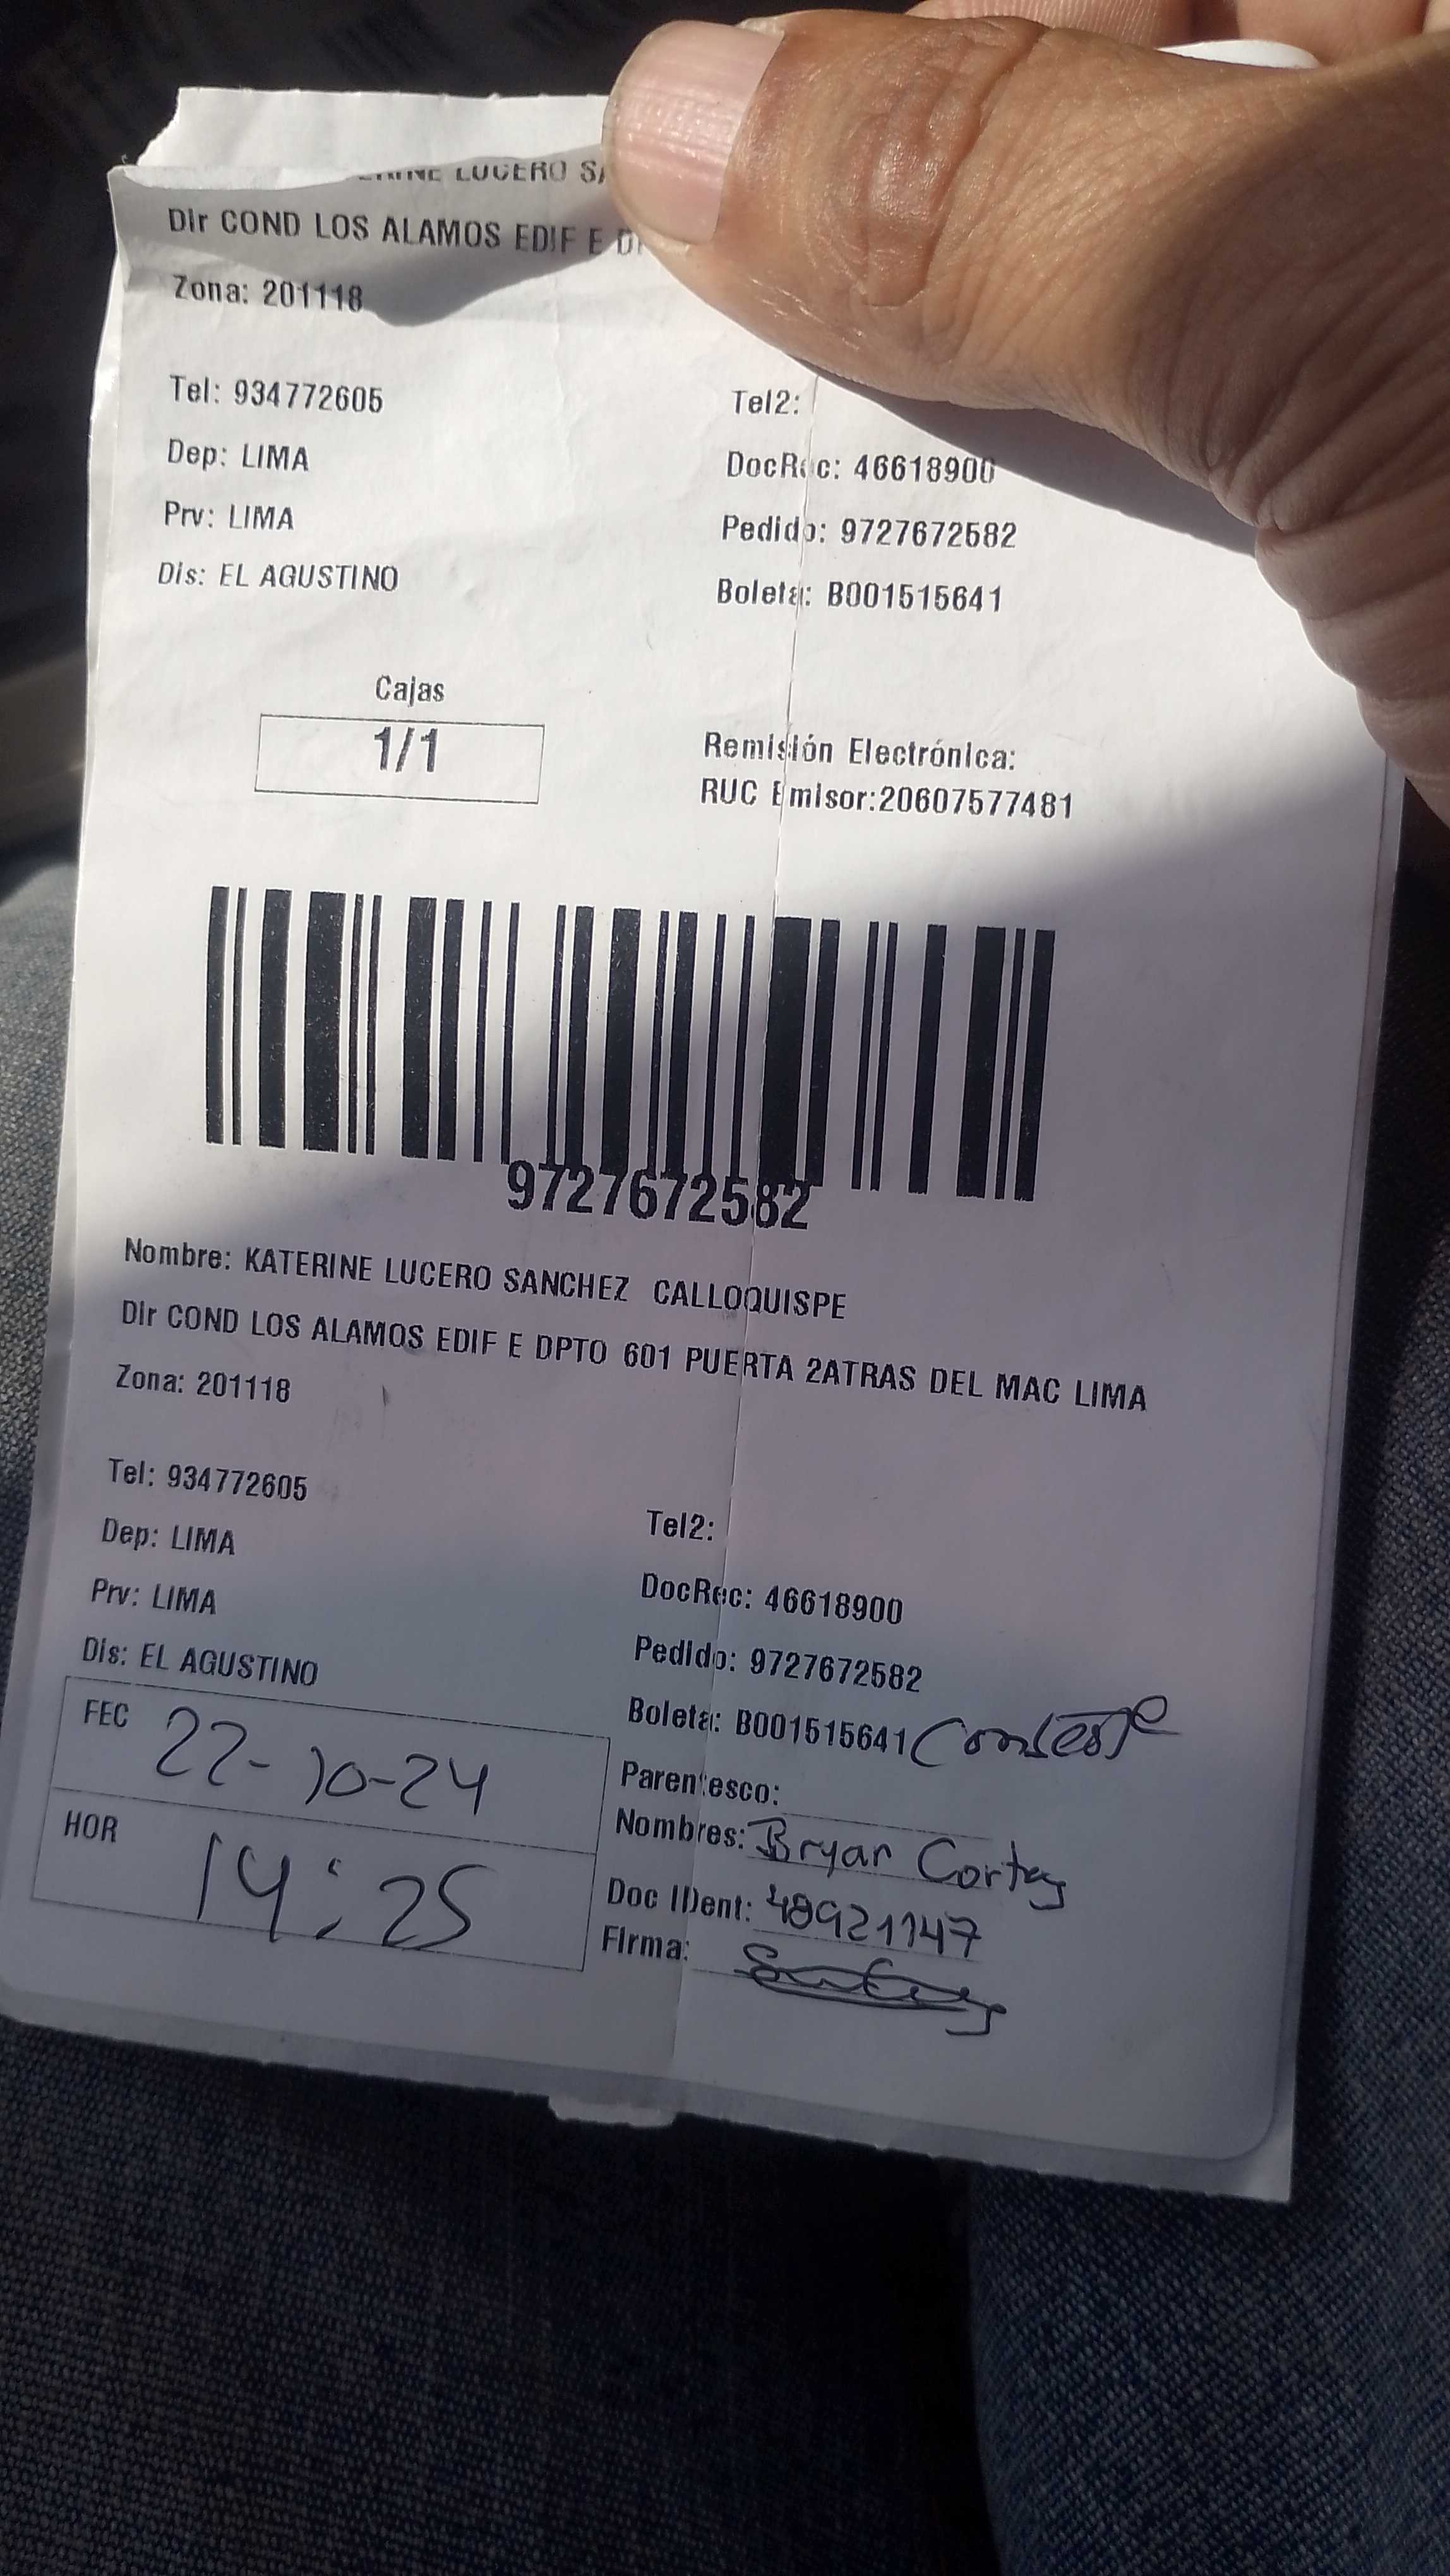 LUCERO
Dir COND LOS ALAMOS EDIF E
Zona: 201118
Tel: 934772605
Tel2:
Dep: LIMA
DocRec: 46618900
Prv: LIMA
Pedido: 9727672582
Dis: EL AGUSTINO
Boleta: B001515641
Cajas
1/1
Remisión Electrónica:
RUC Emisor:20607577481
9727672582
Nombre: KATERINE LUCERO SANCHEZ CALLOQUISPE
Dir COND LOS ALAMOS EDIF E DPTO 601 PUERTA 2ATRAS DEL MAC LIMA
Zona: 201118
Tel: 934772605
Tel2:
Dep: LIMA
DocRec: 46618900
Prv: LIMA
Pedido: 9727672582
Dis: EL AGUSTINO
Boleta: B001515641
FEC 22-10-24
Parentesco:
Nombres: Bryan Cortez
HOR 14:25
Doc IDent: 48921147
Firma: